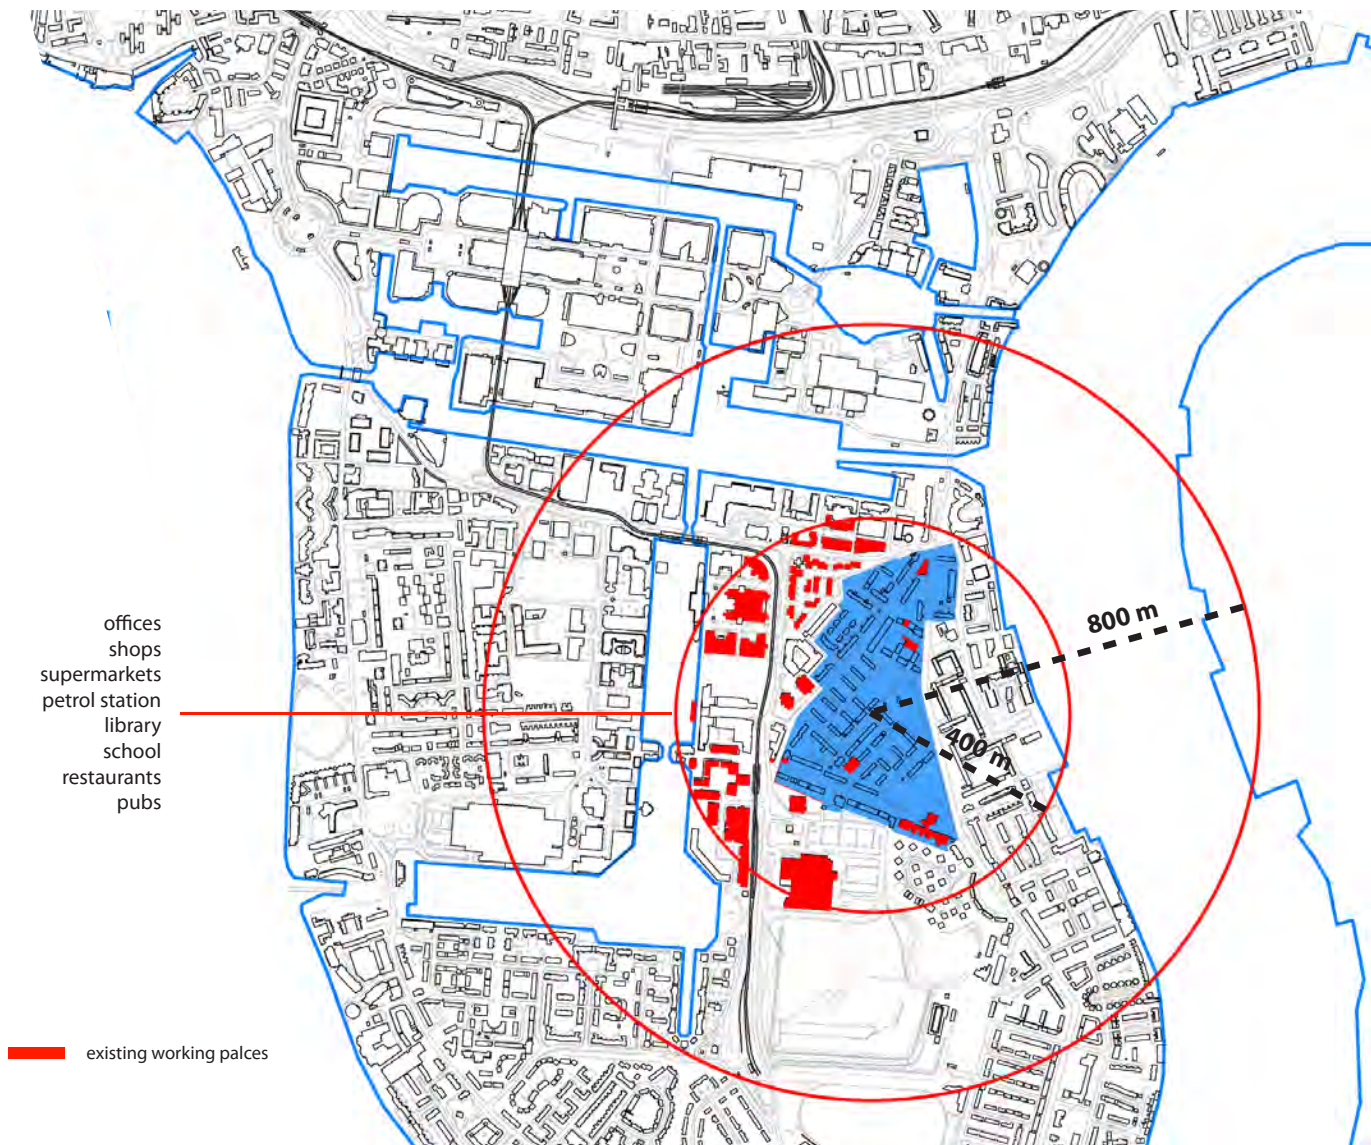 offices
shops
supermarkets
petrol station
library
school
restaurants
pubs
800 m
400 m
existing working palces